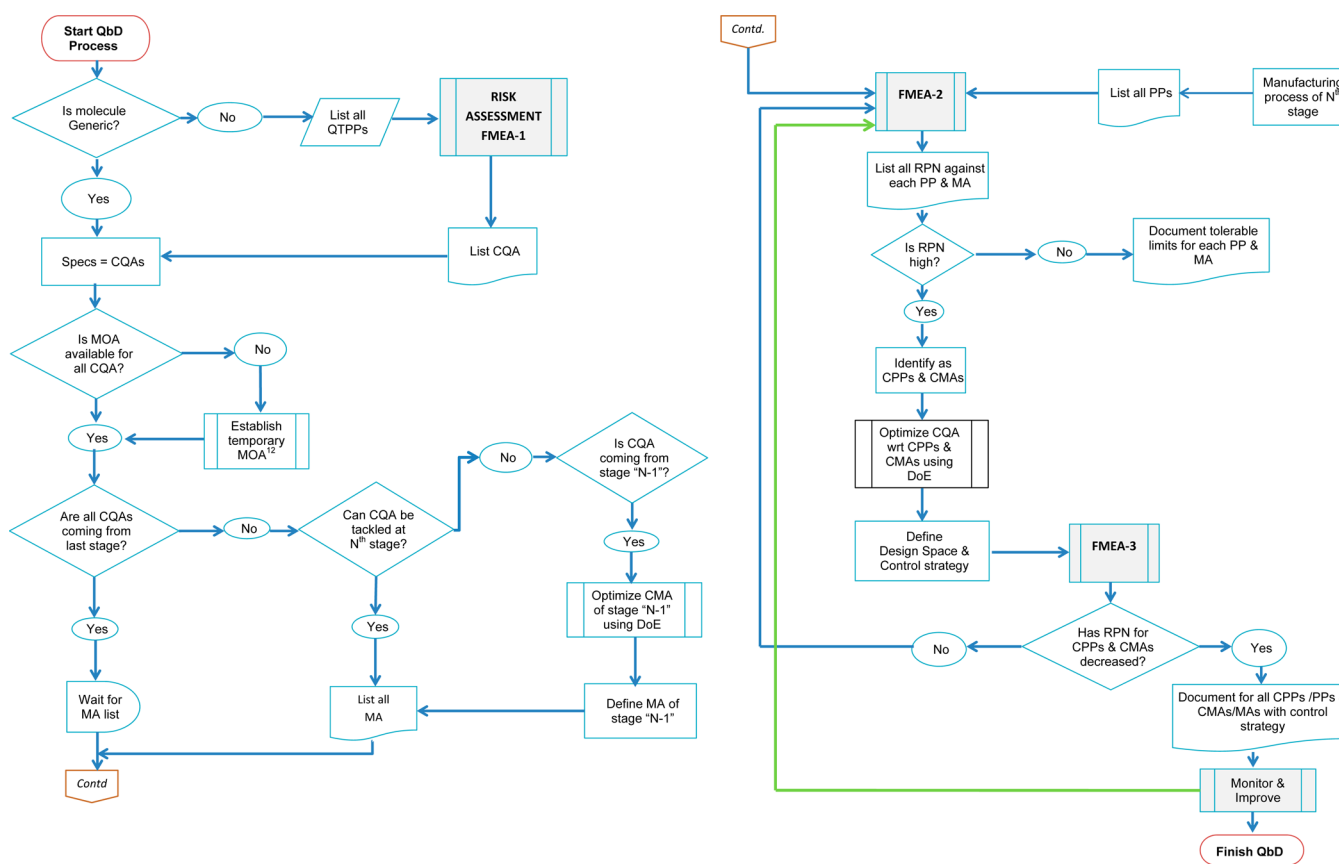 Start QbD
Process
Is molecule
Generic?
No
List all
QTPPs
RISK
ASSESSMENT
FMEA-1
Yes
Specs = CQAs
List CQA
Is MOA
available for
all CQA?
No
Yes
Establish
temporary
MOA12
Are all CQAs
coming from
last stage?
No
Can CQA be
tackled at
Nth stage?
No
Is CQA
coming from
stage “N-1”?
Yes
Optimize CMA
of stage “N-1”
using DoE
Yes
Yes
Wait for
MA list
List all
MA
Define MA of
stage “N-1”
Contd
Contd.
FMEA-2
List all PPs
Manufacturing
process of Nth
stage
List all RPN against
each PP & MA
Is RPN
high?
No
Document tolerable
limits for each PP &
MA
Yes
Identify as
CPPs & CMAs
Optimize CQA
wrt CPPs &
CMAs using
DoE
Define
Design Space &
Control strategy
FMEA-3
Has RPN for
CPPs & CMAs
decreased?
No
Yes
Document for all CPPs /PPs
CMAs/MAs with control
strategy
Monitor &
Improve
Finish QbD